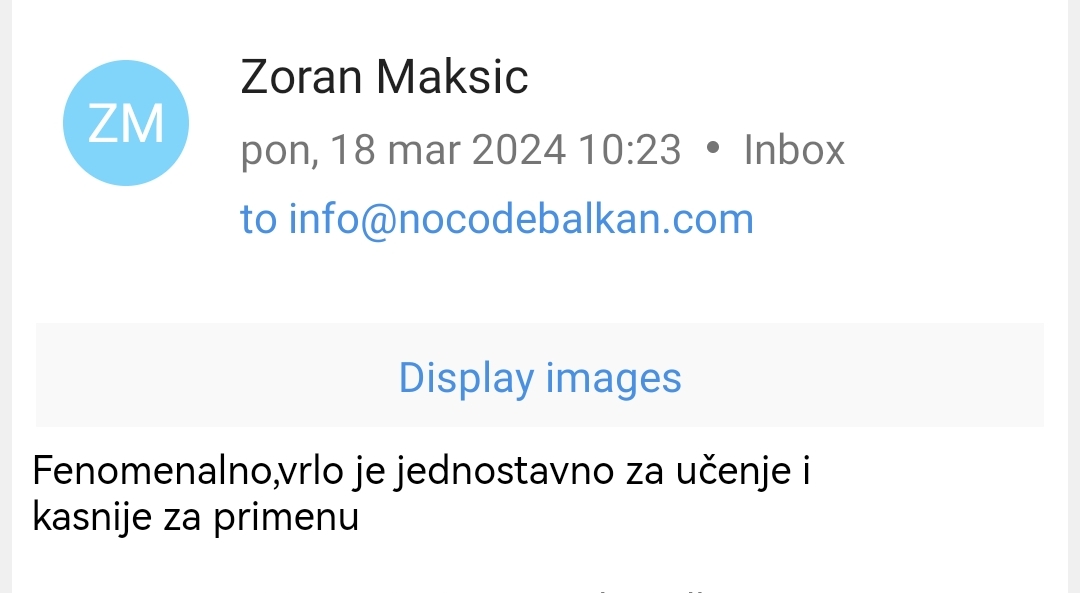 ZM
Zoran Maksic
pon, 18 mar 2024 10:23 • Inbox
to info@nocodebalkan.com
Display images
Fenomenalno,vrlo je jednostavno za učenje i
kasnije za primenu